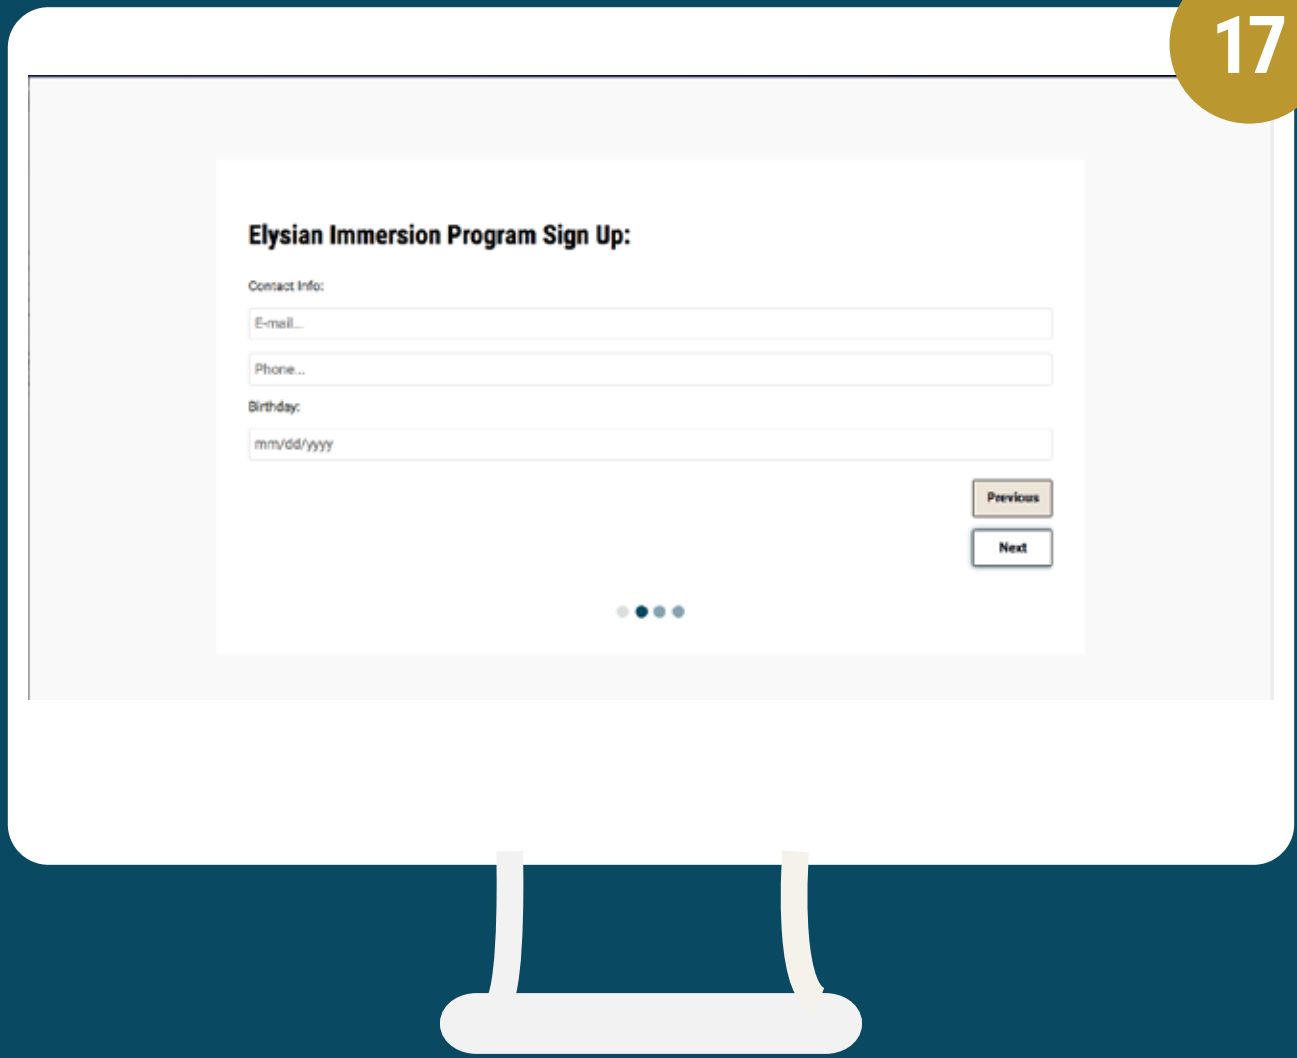 17
Elysian Immersion Program Sign Up:
Contact Info:
E-mail...
Phone...
Birthday:
mm/dd/yyyy
Previous
Next